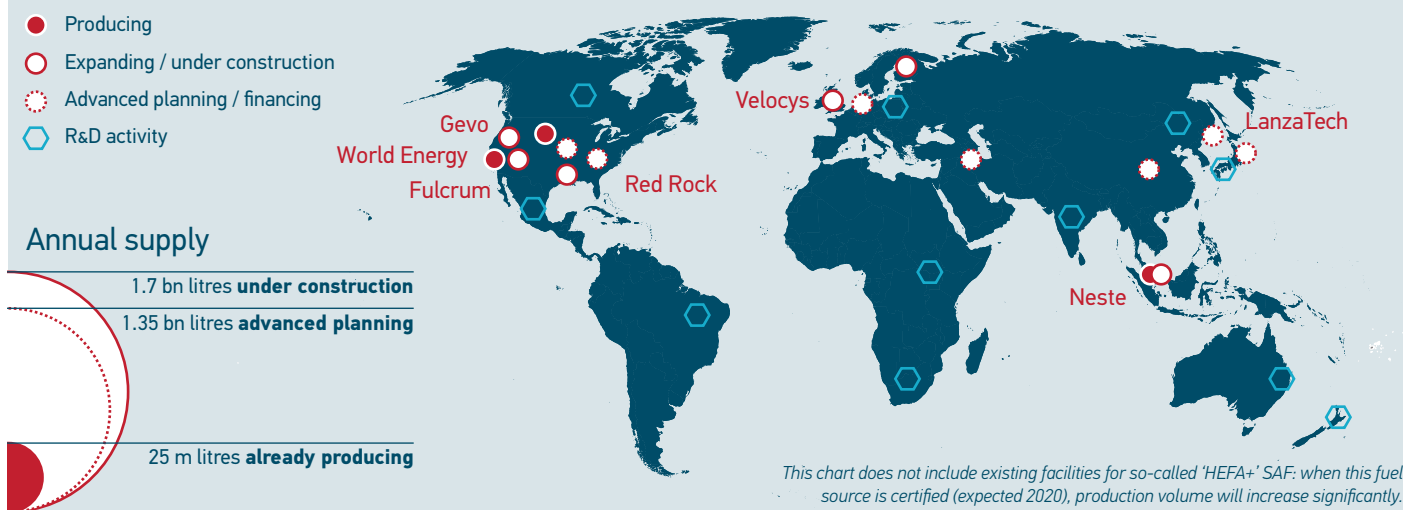 Producing
Expanding / under construction
Advanced planning / financing
R&D activity
Gevo
World Energy
Fulcrum
Red Rock
Velocys
LanzaTech
Neste
Annual supply
1.7 bn litres under construction
1.35 bn litres advanced planning
25 m litres already producing
This chart does not include existing facilities for so-called ‘HEFA+’ SAF: when this fuel
source is certified (expected 2020), production volume will increase significantly.